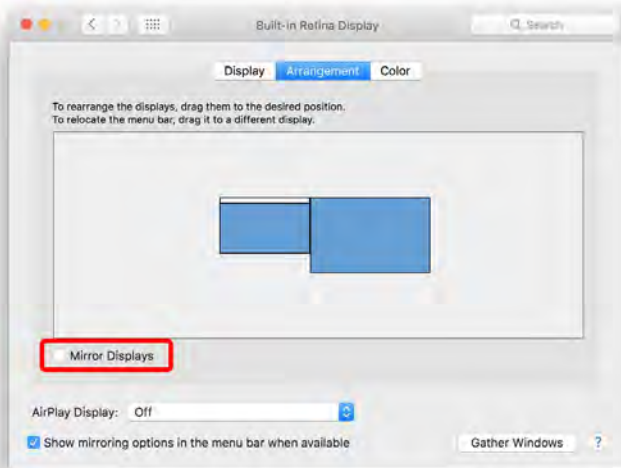 Built-in Retina Display
Search
Display Arrangement Color
To rearrange the displays, drag them to the desired position.
To relocate the menu bar, drag it to a different display.
Mirror Displays
AirPlay Display: Off
Show mirroring options in the menu bar when available
Gather Windows ?